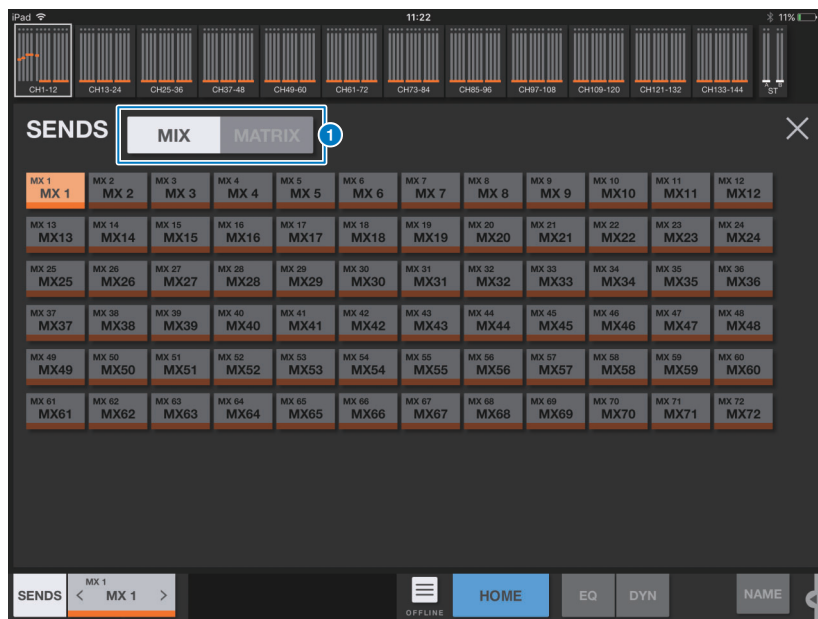 iPad 11:22 11%
CH1-12 CH13-24 CH25-36 CH37-48 CH49-60 CH61-72 CH73-84 CH85-96 CH97-108 CH109-120 CH121-132 CH133-144 A ST B
SENDS MIX MATRIX 1
MX 1 MX 2 MX 3 MX 4 MX 5 MX 6 MX 7 MX 8 MX 9 MX 10 MX 11 MX 12
MX 1 MX 2 MX 3 MX 4 MX 5 MX 6 MX 7 MX 8 MX 9 MX10 MX11 MX12
MX 13 MX 14 MX 15 MX 16 MX 17 MX 18 MX 19 MX 20 MX 21 MX 22 MX 23 MX 24
MX13 MX14 MX15 MX16 MX17 MX18 MX19 MX20 MX21 MX22 MX23 MX24
MX 25 MX 26 MX 27 MX 28 MX 29 MX 30 MX 31 MX 32 MX 33 MX 34 MX 35 MX 36
MX25 MX26 MX27 MX28 MX29 MX30 MX31 MX32 MX33 MX34 MX35 MX36
MX 37 MX 38 MX 39 MX 40 MX 41 MX 42 MX 43 MX 44 MX 45 MX 46 MX 47 MX 48
MX37 MX38 MX39 MX40 MX41 MX42 MX43 MX44 MX45 MX46 MX47 MX48
MX 49 MX 50 MX 51 MX 52 MX 53 MX 54 MX 55 MX 56 MX 57 MX 58 MX 59 MX 60
MX49 MX50 MX51 MX52 MX53 MX54 MX55 MX56 MX57 MX58 MX59 MX60
MX 61 MX 62 MX 63 MX 64 MX 65 MX 66 MX 67 MX 68 MX 69 MX 70 MX 71 MX 72
MX61 MX62 MX63 MX64 MX65 MX66 MX67 MX68 MX69 MX70 MX71 MX72
MX 1
SENDS < MX 1 > HOME EQ DYN NAME
OFFLINE